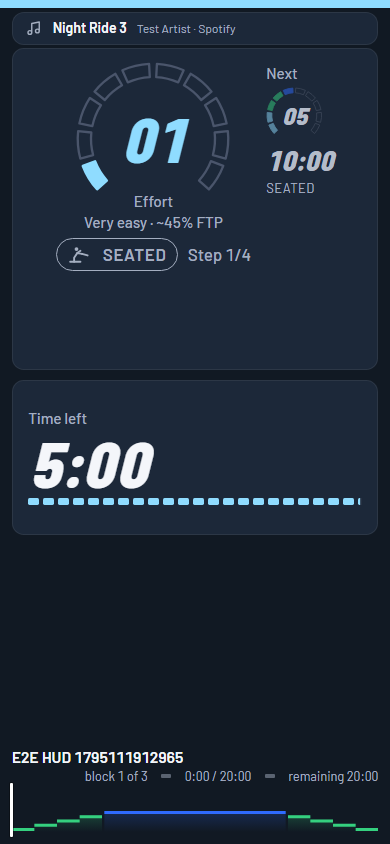 Night Ride 3 Test Artist · Spotify
01
Effort
Very easy · ~45% FTP
SEATED Step 1/4
Next
05
10:00
SEATED
Time left
5:00
E2E HUD 1795111912965
block 1 of 3 0:00 / 20:00 remaining 20:00